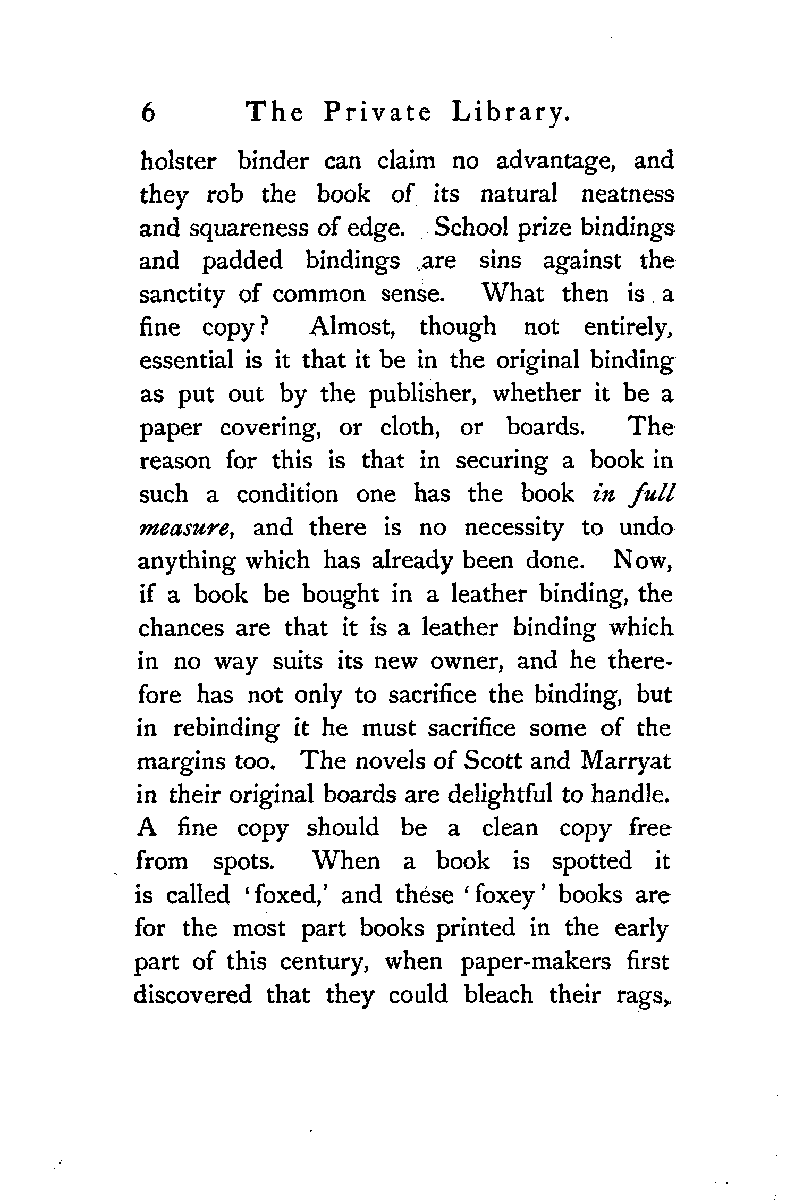 6 The Private Library.
holster binder can claim no advantage, and
they rob the book of its natural neatness
and squareness of edge. School prize bindings
and padded bindings are sins against the
sanctity of common sense. What then is a
fine copy? Almost, though not entirely,
essential is it that it be in the original binding
as put out by the publisher, whether it be a
paper covering, or cloth, or boards. The
reason for this is that in securing a book in
such a condition one has the book in full
measure, and there is no necessity to undo
anything which has already been done. Now,
if a book be bought in a leather binding, the
chances are that it is a leather binding which
in no way suits its new owner, and he there-
fore has not only to sacrifice the binding, but
in rebinding it he must sacrifice some of the
margins too. The novels of Scott and Marryat
in their original boards are delightful to handle.
A fine copy should be a clean copy free
from spots. When a book is spotted it
is called ‘foxed,’ and these ‘foxey’ books are
for the most part books printed in the early
part of this century, when paper-makers first
discovered that they could bleach their rags,